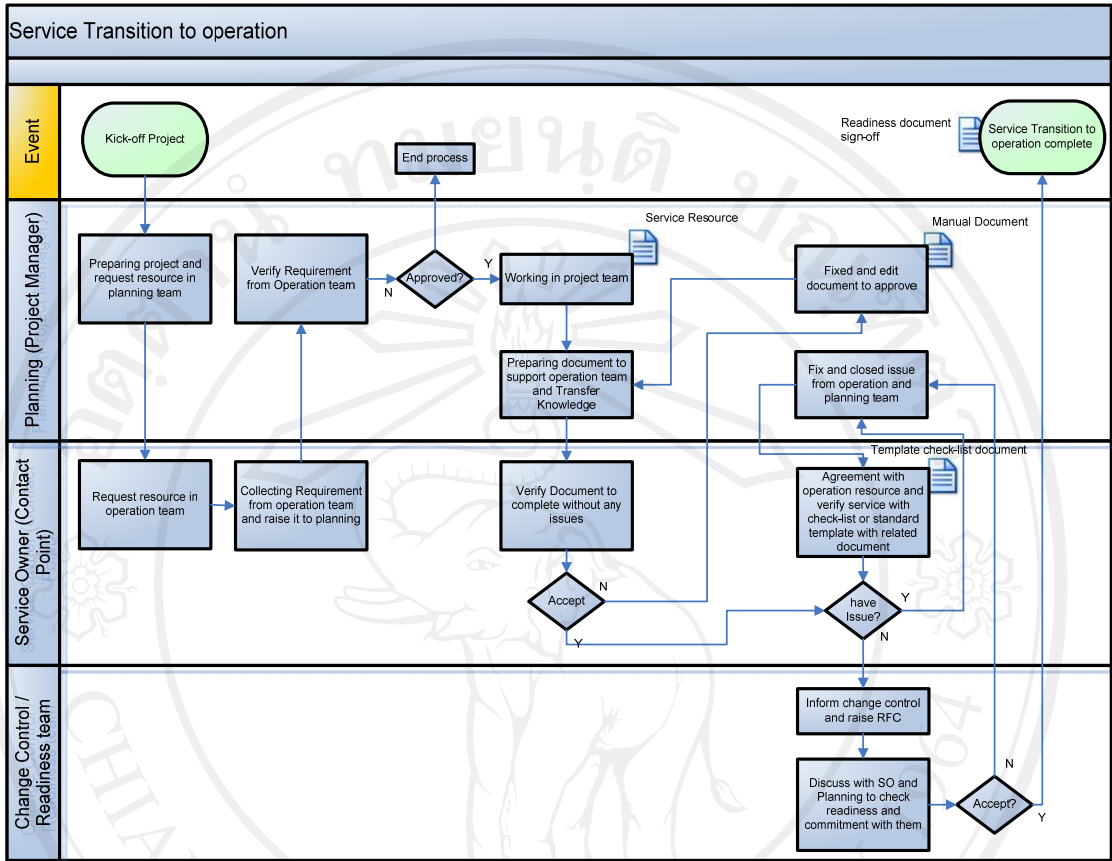 Service Transition to operation
Event
Kick-off Project
End process
Readiness document
sign-off
Service Transition to
operation complete
Planning (Project Manager)
Preparing project and
request resource in
planning team
Verify Requirement
from Operation team
Approved?
N
Y
Service Resource
Working in project team
Manual Document
Fixed and edit
document to approve
Preparing document to
support operation team
and Transfer
Knowledge
Fix and closed issue
from operation and
planning team
Service Owner (Contact
Point)
Request resource in
operation team
Collecting Requirement
from operation team
and raise it to planning
Verify Document to
complete without any
issues
Accept
N
Y
Template check-list document
Agreement with
operation resource and
verify service with
check-list or standard
template with related
document
have
Issue?
Y
N
Change Control /
Readiness team
Inform change control
and raise RFC
Discuss with SO and
Planning to check
readiness and
commitment with them
Accept?
N
Y
CHIA